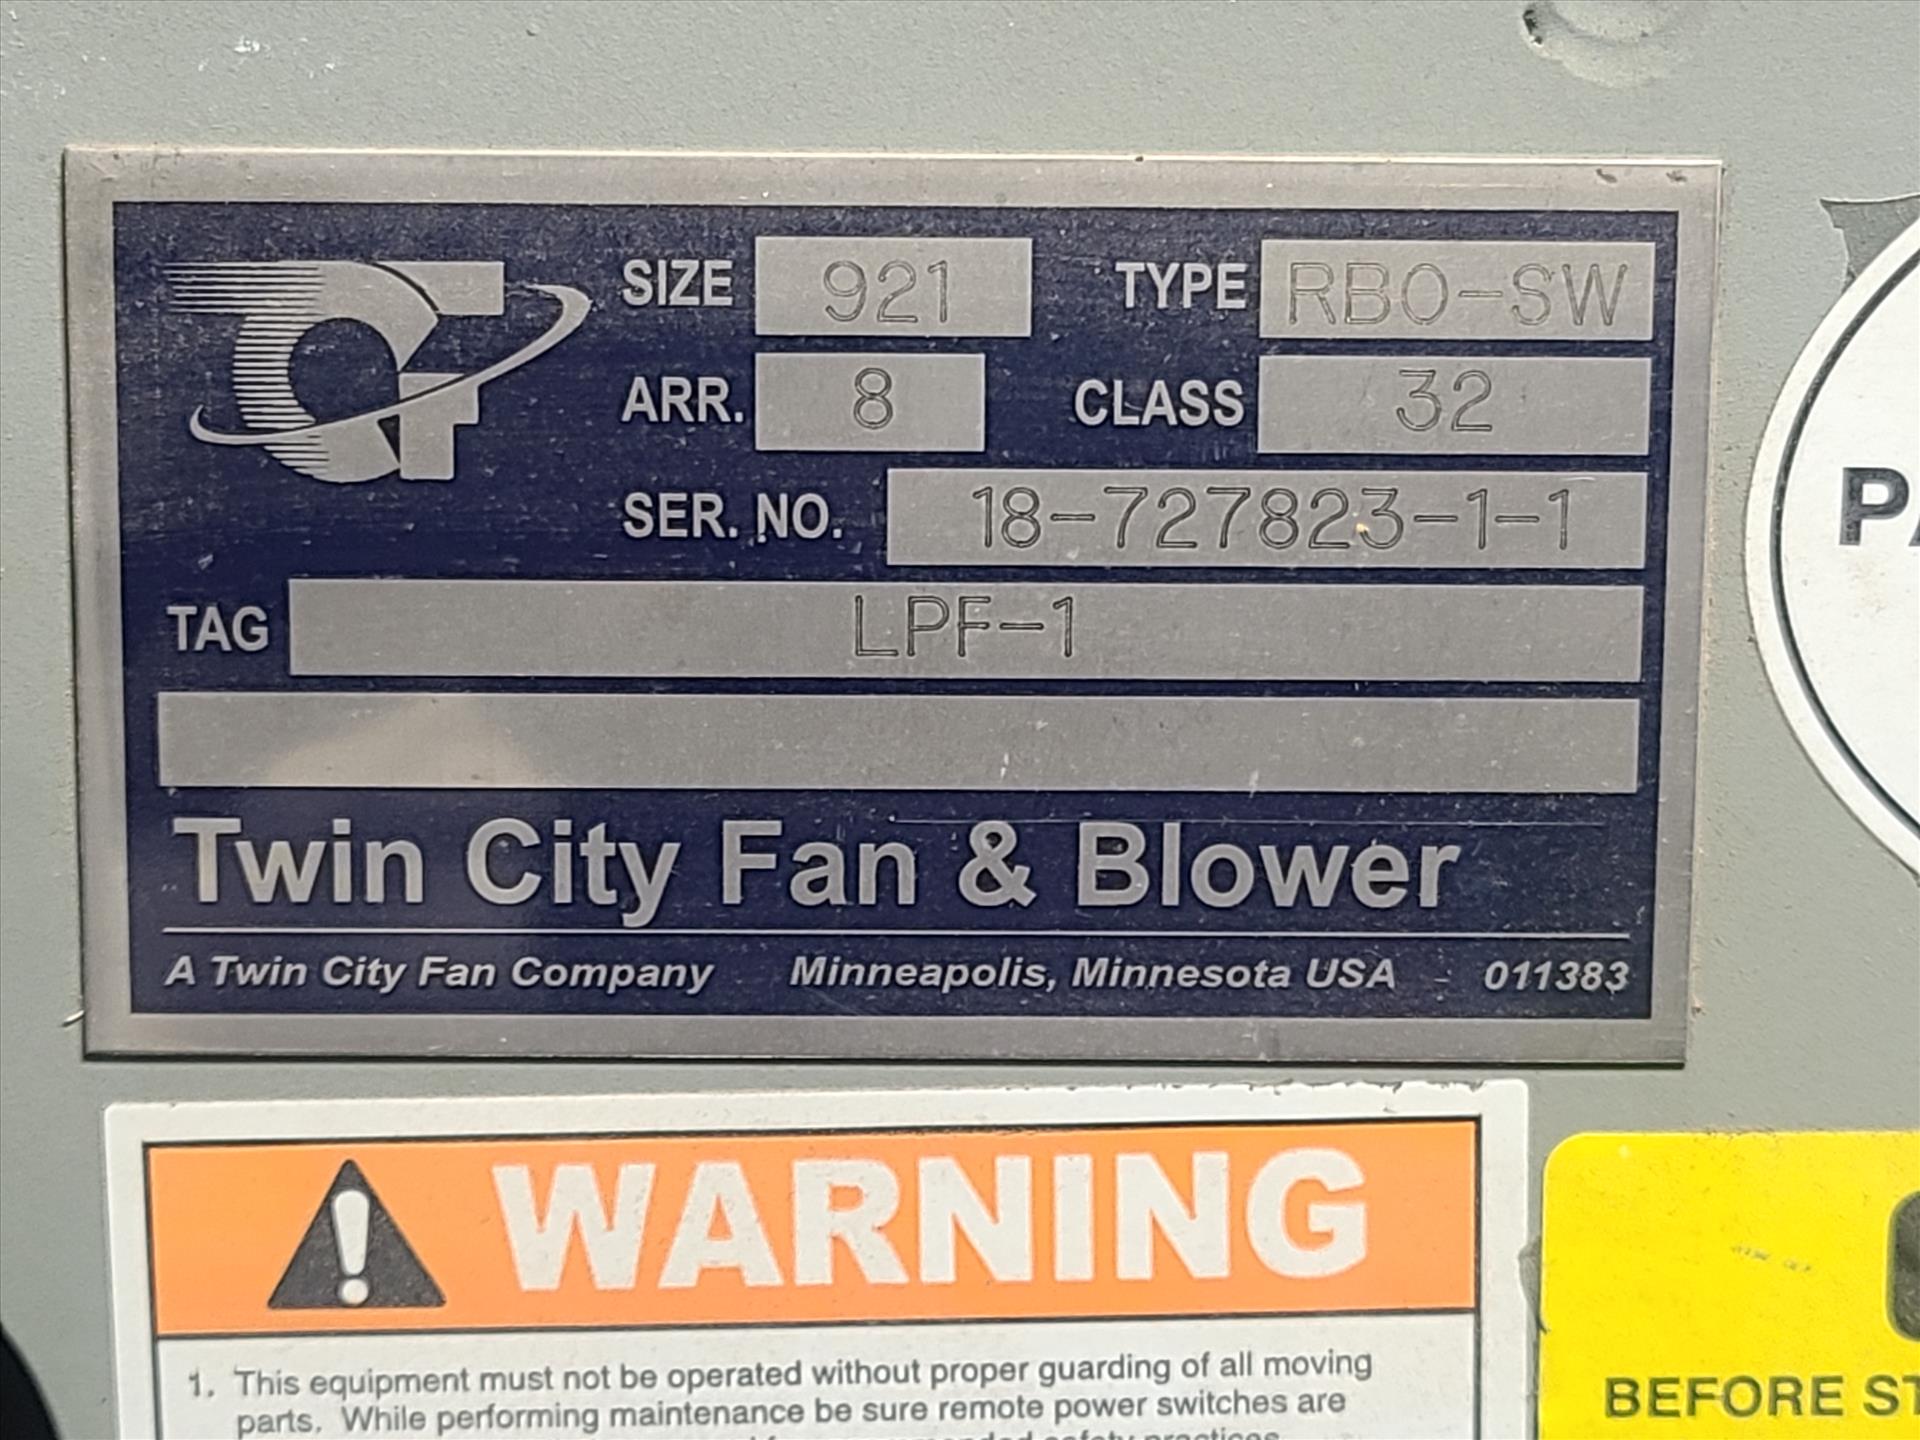 SIZE 921 TYPE RBO-SW
ARR. 8 CLASS 32
SER. NO. 18-727823-1-1
TAG LPF-1
Twin City Fan & Blower
A Twin City Fan Company Minneapolis, Minnesota USA - 011383
WARNING
1. This equipment must not be operated without proper guarding of all moving
parts. While performing maintenance be sure remote power switches are
BEFORE ST